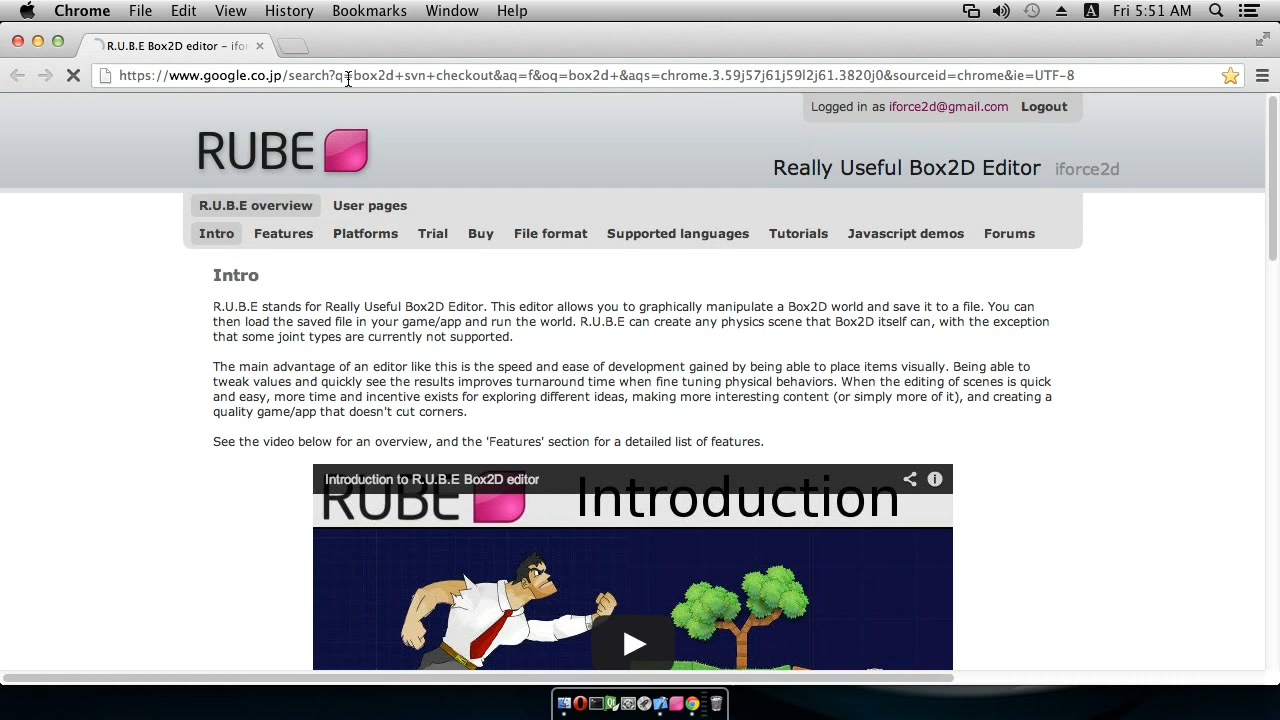 Chrome File Edit View History Bookmarks Window Help Fri 5:51 AM
R.U.B.E Box2D editor – ifor
https://www.google.co.jp/search?q=box2d+svn+checkout&aq=f&oq=box2d+&aqs=chrome.3.59j57j61j59l2j61.3820j0&sourceid=chrome&ie=UTF-8
Logged in as iforce2d@gmail.com Logout
RUBE
Really Useful Box2D Editor iforce2d
R.U.B.E overview User pages
Intro Features Platforms Trial Buy File format Supported languages Tutorials Javascript demos Forums
Intro
R.U.B.E stands for Really Useful Box2D Editor. This editor allows you to graphically manipulate a Box2D world and save it to a file. You can
then load the saved file in your game/app and run the world. R.U.B.E can create any physics scene that Box2D itself can, with the exception
that some joint types are currently not supported.
The main advantage of an editor like this is the speed and ease of development gained by being able to place items visually. Being able to
tweak values and quickly see the results improves turnaround time when fine tuning physical behaviors. When the editing of scenes is quick
and easy, more time and incentive exists for exploring different ideas, making more interesting content (or simply more of it), and creating a
quality game/app that doesn't cut corners.
See the video below for an overview, and the 'Features' section for a detailed list of features.
Introduction to R.U.B.E Box2D editor
RUBE Introduction